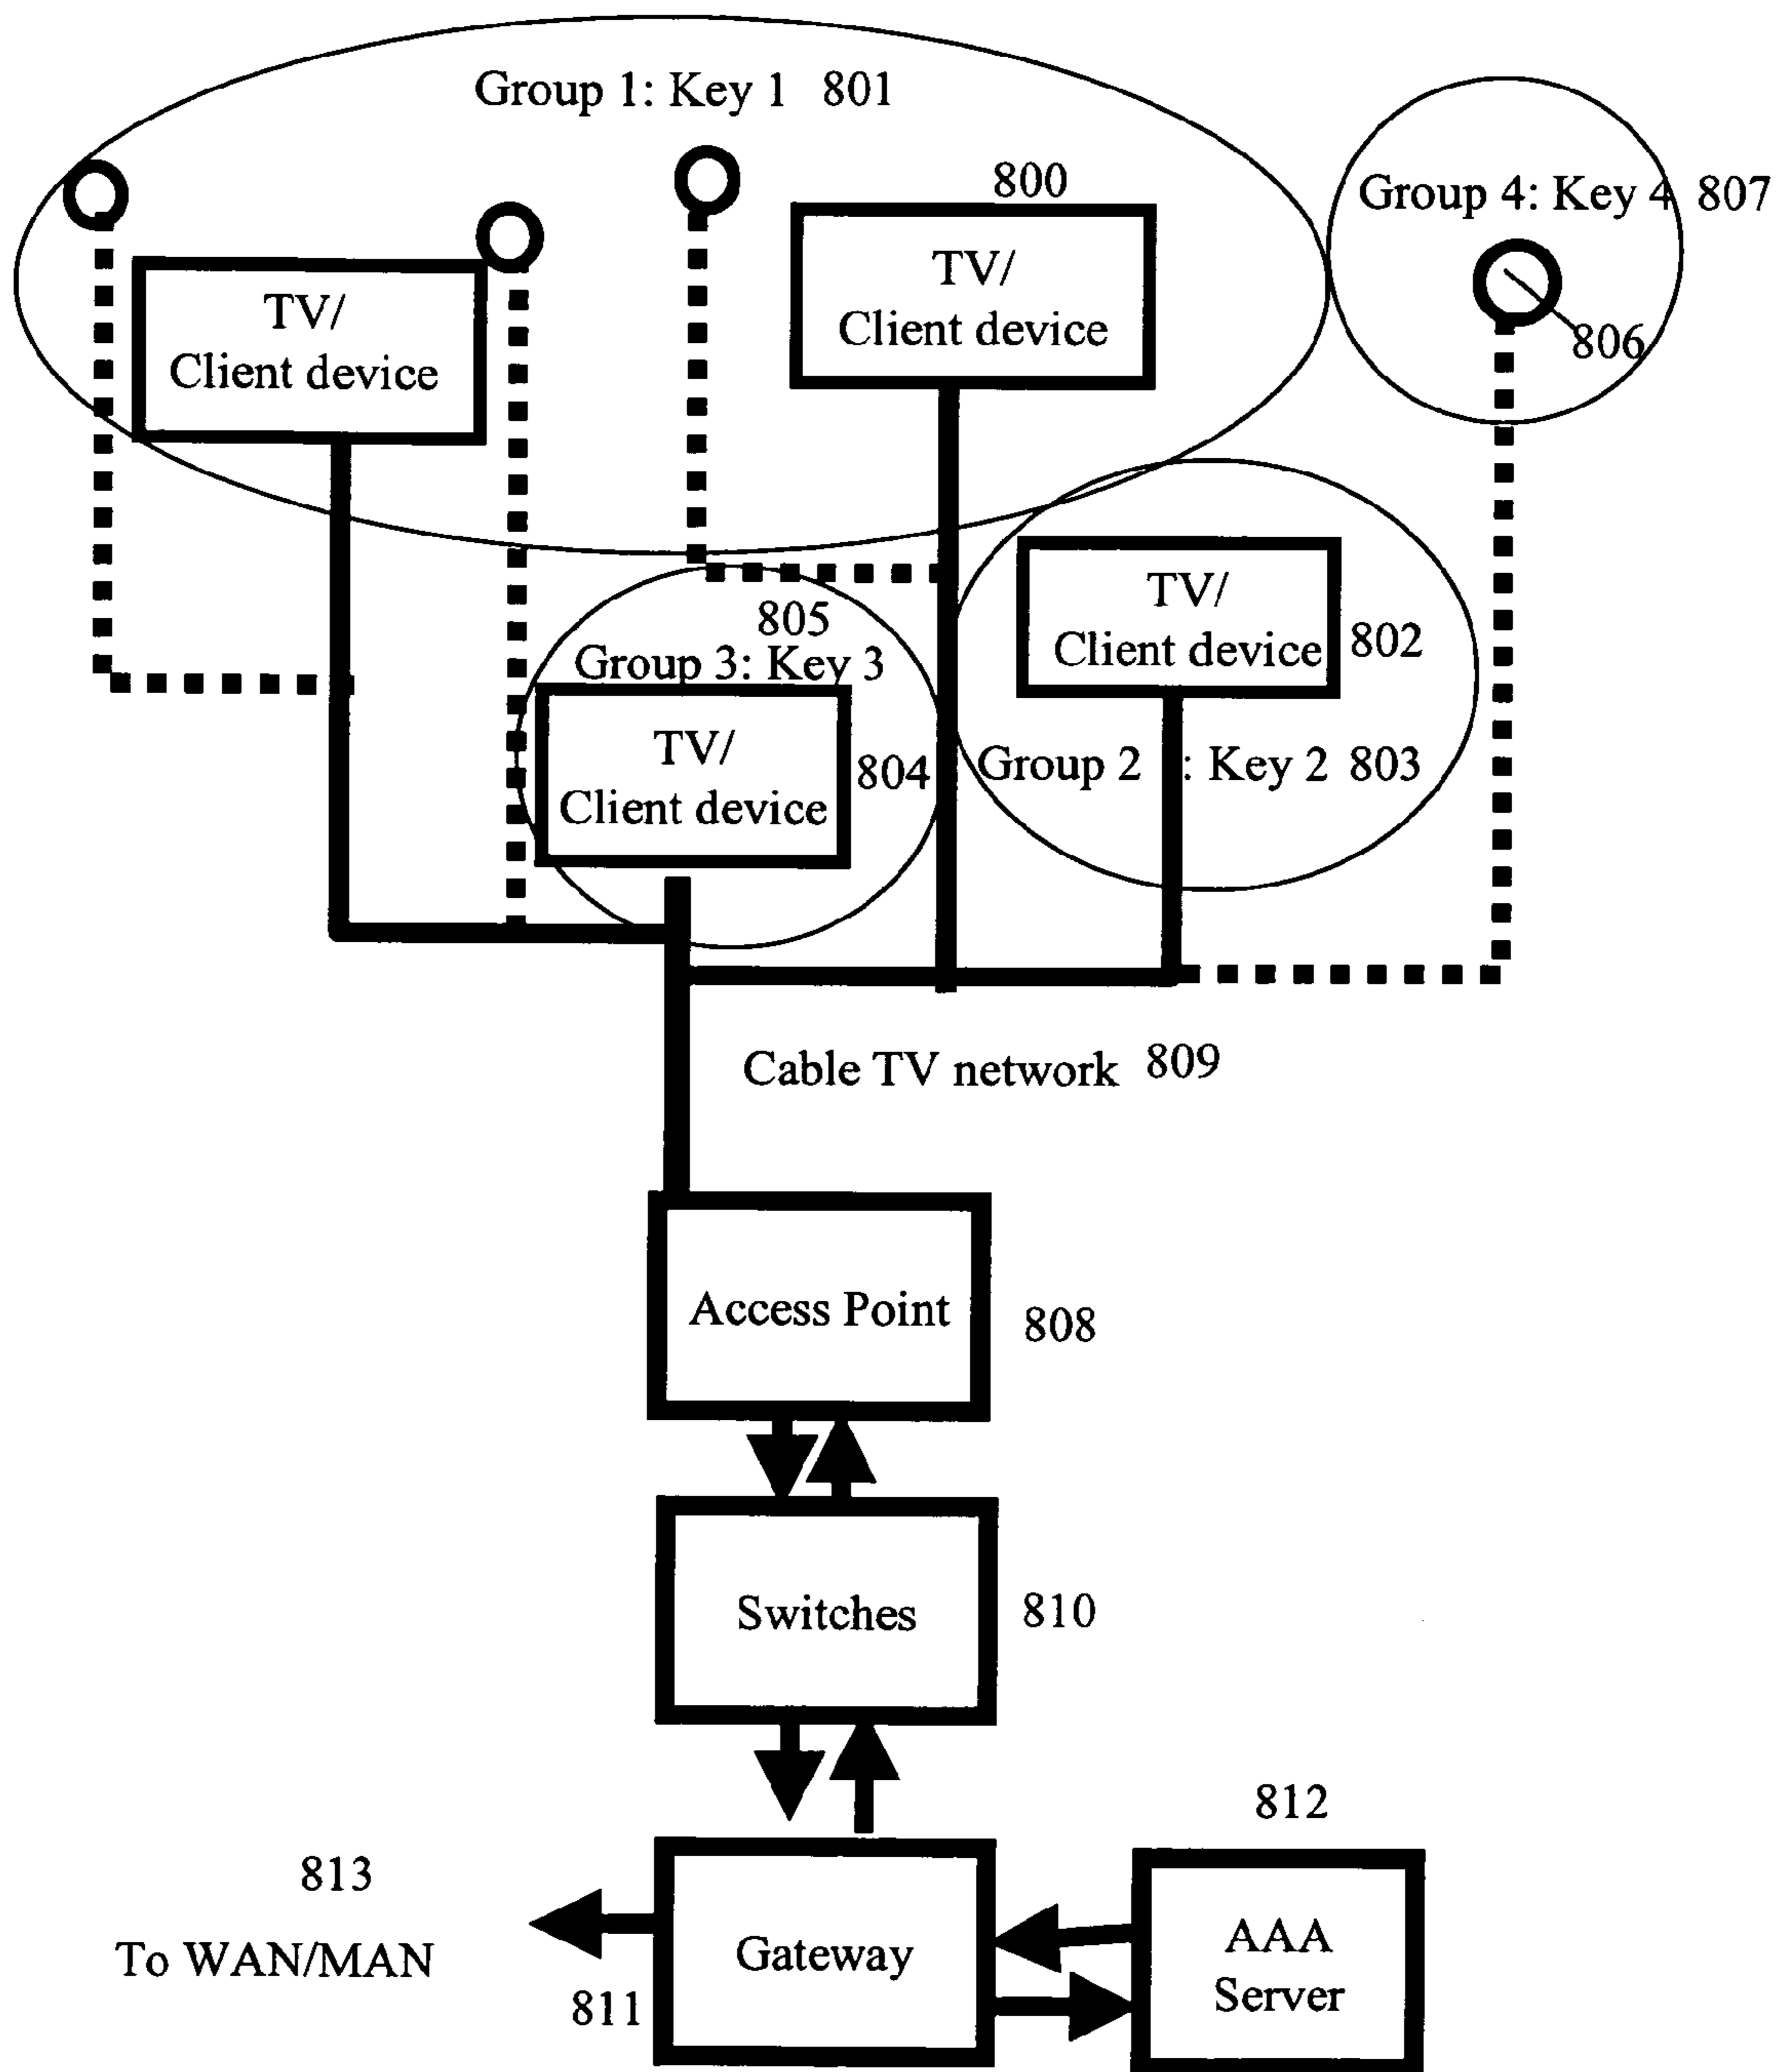 Group 1: Key 1 801
800
Group 4: Key 4 807
TV/
Client device
TV/
Client device
806
TV/
Client device
802
805
Group 3: Key 3
TV/
Client device
804
Group 2 : Key 2 803
Cable TV network 809
Access Point
808
Switches
810
812
813
To WAN/MAN
Gateway
811
AAA
Server